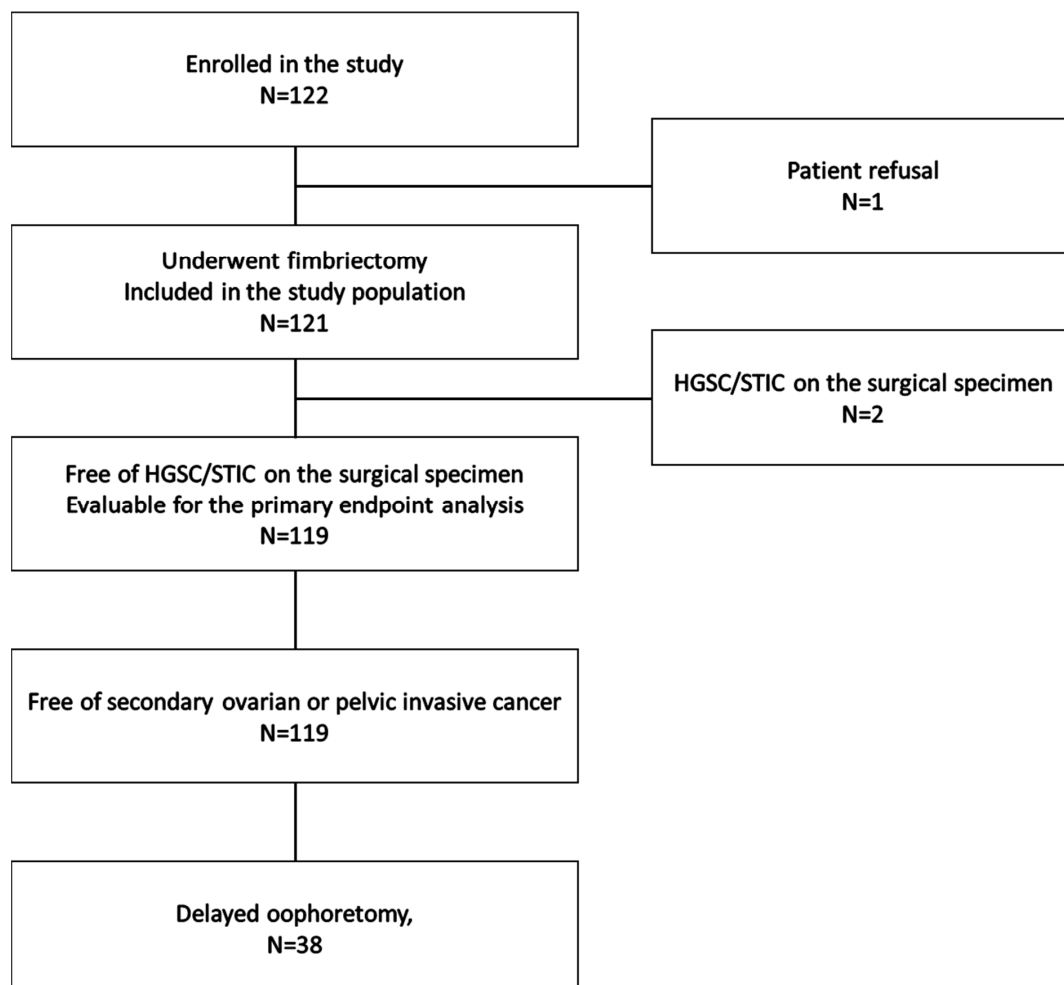 Enrolled in the study
N=122
Patient refusal
N=1
Underwent fimbriectomy
Included in the study population
N=121
HGSC/STIC on the surgical specimen
N=2
Free of HGSC/STIC on the surgical specimen
Evaluable for the primary endpoint analysis
N=119
Free of secondary ovarian or pelvic invasive cancer
N=119
Delayed oophoretomy,
N=38